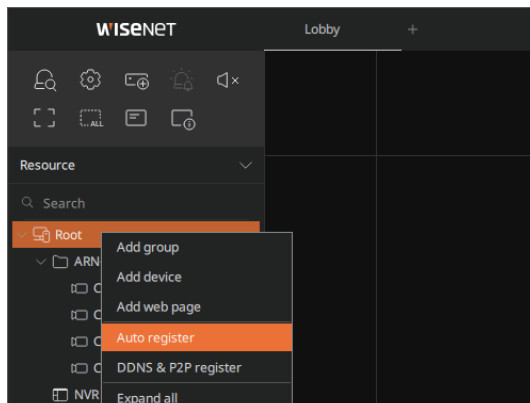 WISENET
Lobby
+
ALL
Resource
Search
Root
ARN
Add group
Add device
Add web page
Auto register
DDNS & P2P register
NVR
Expand all